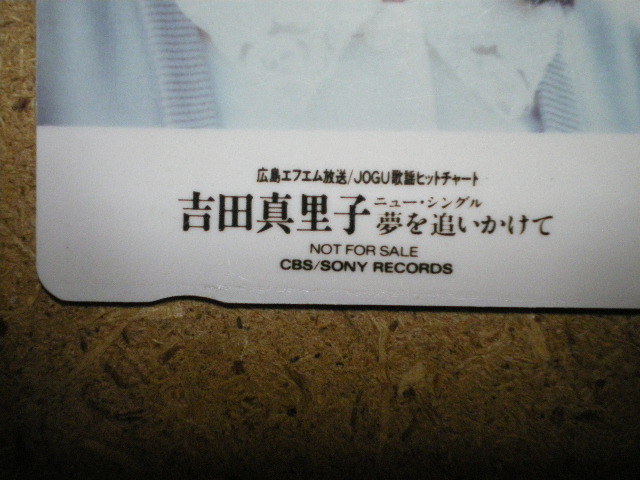 広島エフエム放送/JOGU歌謡ヒットチャート
吉田真里子 ニュー・シングル 夢を追いかけて
NOT FOR SALE
CBS/SONY RECORDS